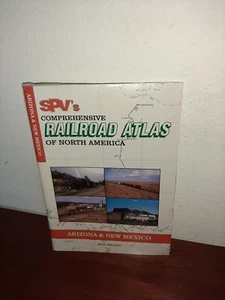 SPV's
COMPREHENSIVE
RAILROAD ATLAS
OF NORTH AMERICA
ARIZONA & NEW MEXICO
ARIZONA & NEW MEXICO